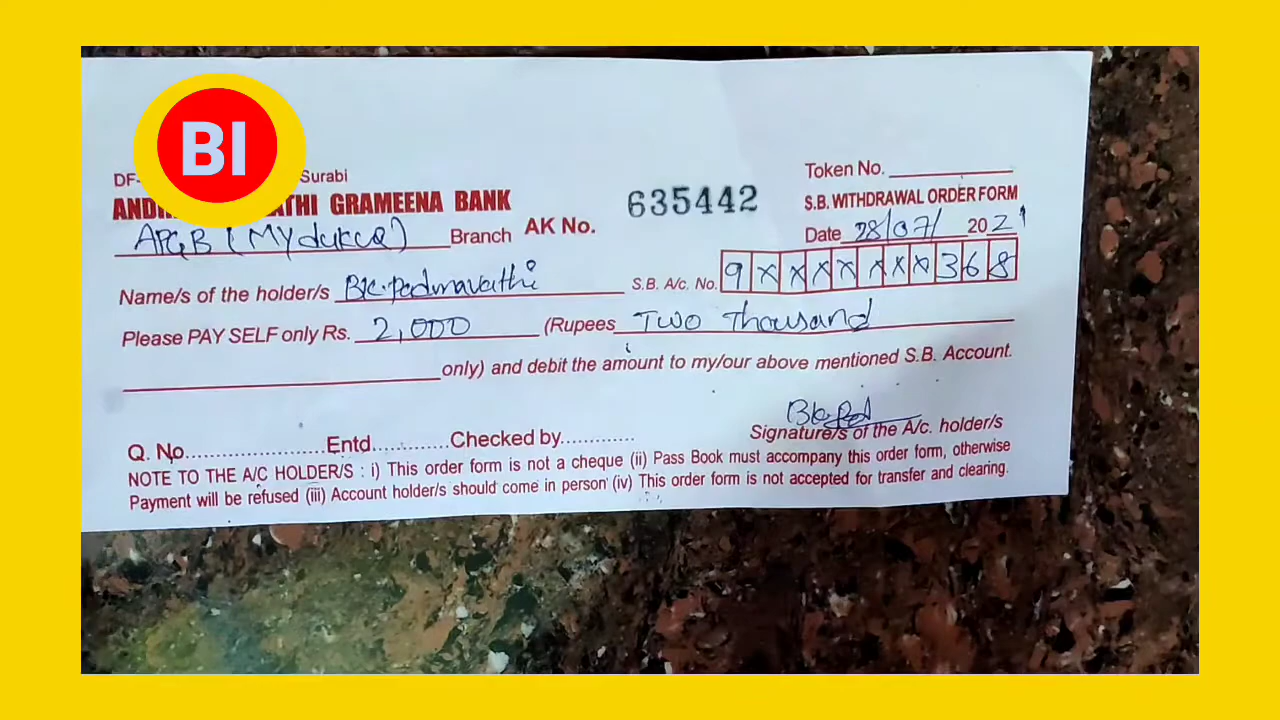 BI
DF- Surabi
Token No.
ATHI GRAMEENA BANK
635442
S.B. WITHDRAWAL ORDER FORM
APGB ( Mydukur ) Branch AK No.
Date 28/07/ 2021
Name/s of the holder/s B.K. Padmavathi S.B. A/c. No. 9 X X X X X X X 3 6 8
Please PAY SELF only Rs. 2,000 (Rupees Two Thousand
only) and debit the amount to my/our above mentioned S.B. Account.
Q. No. Entd. Checked by.
Signature/s of the A/c. holder/s
NOTE TO THE A/C HOLDER/S : i) This order form is not a cheque (ii) Pass Book must accompany this order form, otherwise
Payment will be refused (iii) Account holder/s should come in person (iv) This order form is not accepted for transfer and clearing.